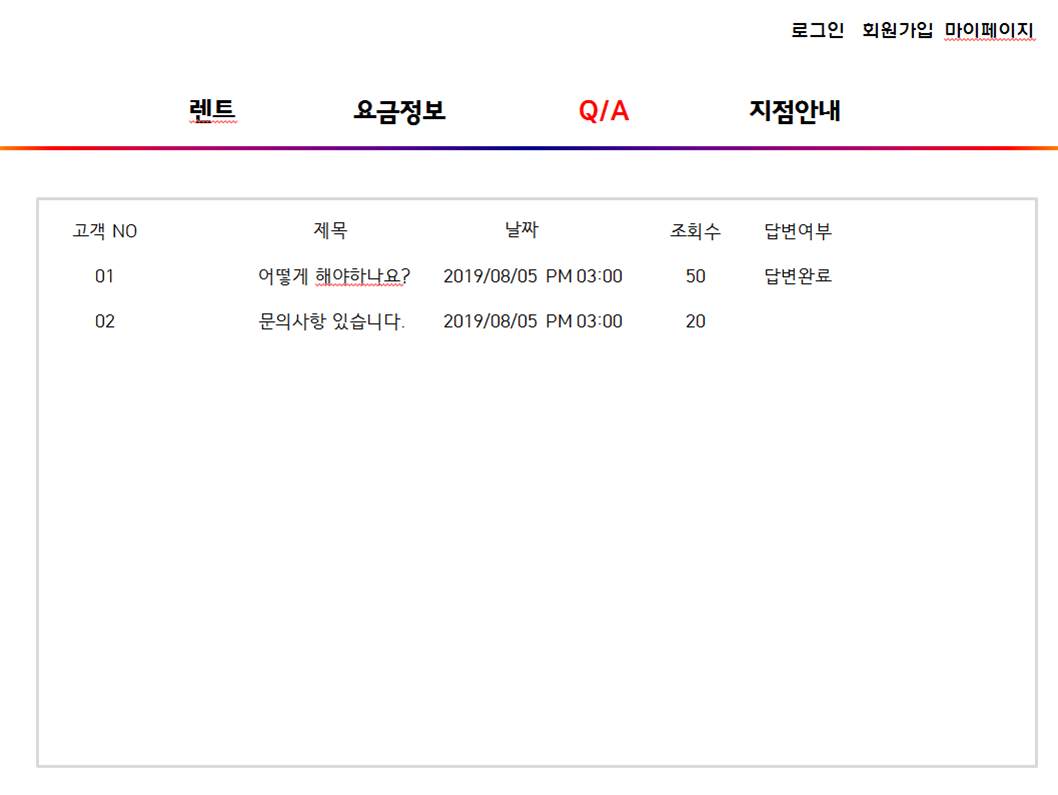 로그인 회원가입 마이페이지
렌트 요금정보 Q/A 지점안내
고객 NO 제목 날짜 조회수 답변여부
01 어떻게 해야하나요? 2019/08/05 PM 03:00 50 답변완료
02 문의사항 있습니다. 2019/08/05 PM 03:00 20